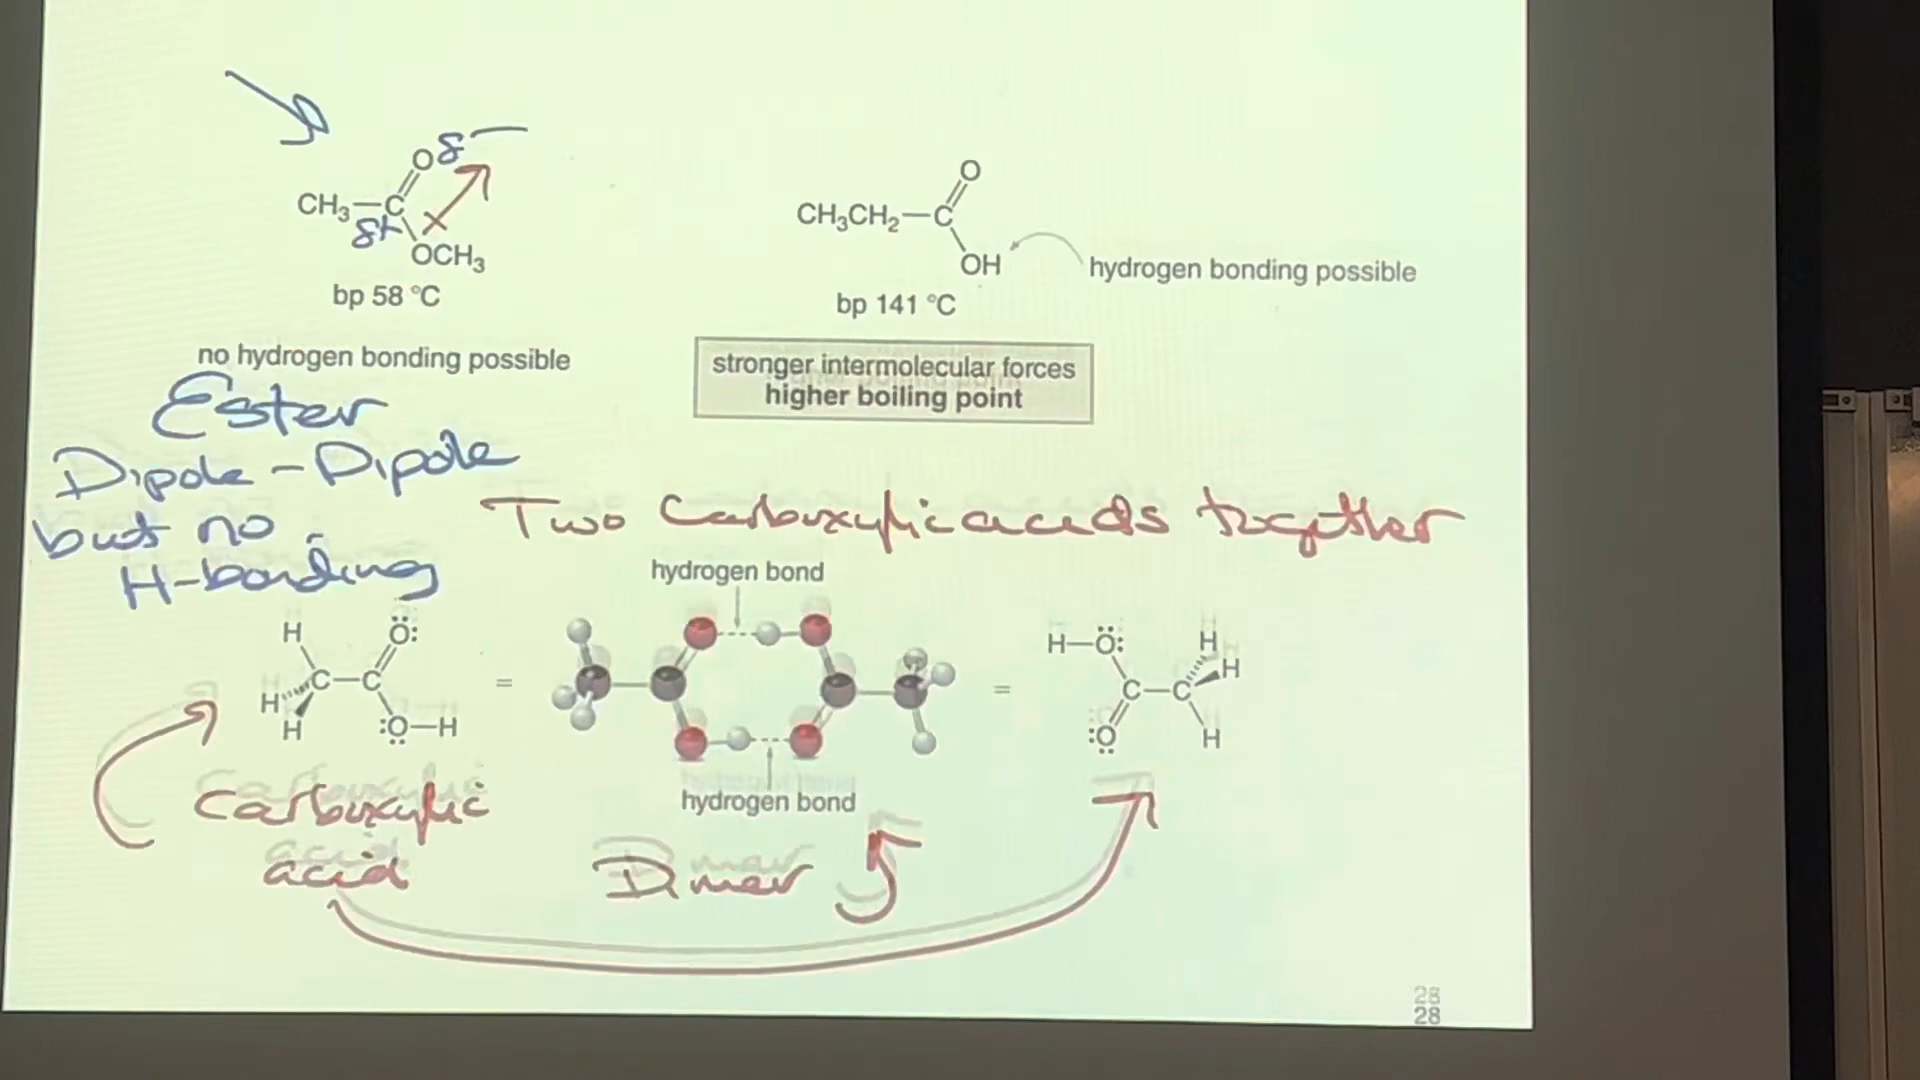 O δ-
CH₃-C
δ+
OCH₃
bp 58 °C
no hydrogen bonding possible
Ester
Dipole - Dipole
but no
H-bonding
O
CH₃CH₂-C
OH
hydrogen bonding possible
bp 141 °C
stronger intermolecular forces
higher boiling point
Two Carboxylic acids together
hydrogen bond
H
O
H C-C
H
O-H
=
=
H-O
H
H
C-C
O
H
hydrogen bond
Carboxylic
acid
Dimer
28
28